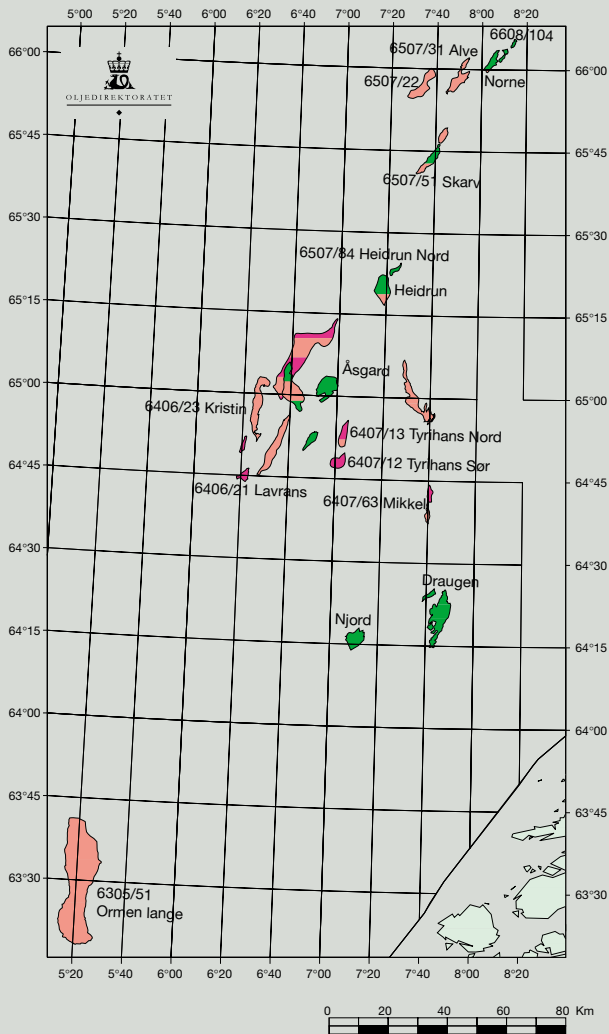 5°00' 5°20' 5°40' 6°00' 6°20' 6°40' 7°00' 7°20' 7°40' 8°00' 8°20'
6608/104
66°00'
6507/31 Alve
OLJEDIREKTORATET
6507/22
Norne
66°00'
65°45'
65°45'
6507/51 Skarv
65°30'
65°30'
6507/84 Heidrun Nord
Heidrun
65°15'
65°15'
Åsgard
65°00'
65°00'
6406/23 Kristin
6407/13 Tyrihans Nord
64°45'
6407/12 Tyrihans Sør
64°45'
6406/21 Lavrans
6407/63 Mikkel
64°30'
64°30'
Draugen
Njord
64°15'
64°15'
64°00'
64°00'
63°45'
63°45'
63°30'
63°30'
6305/51
Ormen lange
5°20' 5°40' 6°00' 6°20' 6°40' 7°00' 7°20' 7°40' 8°00' 8°20'
0 20 40 60 80 Km